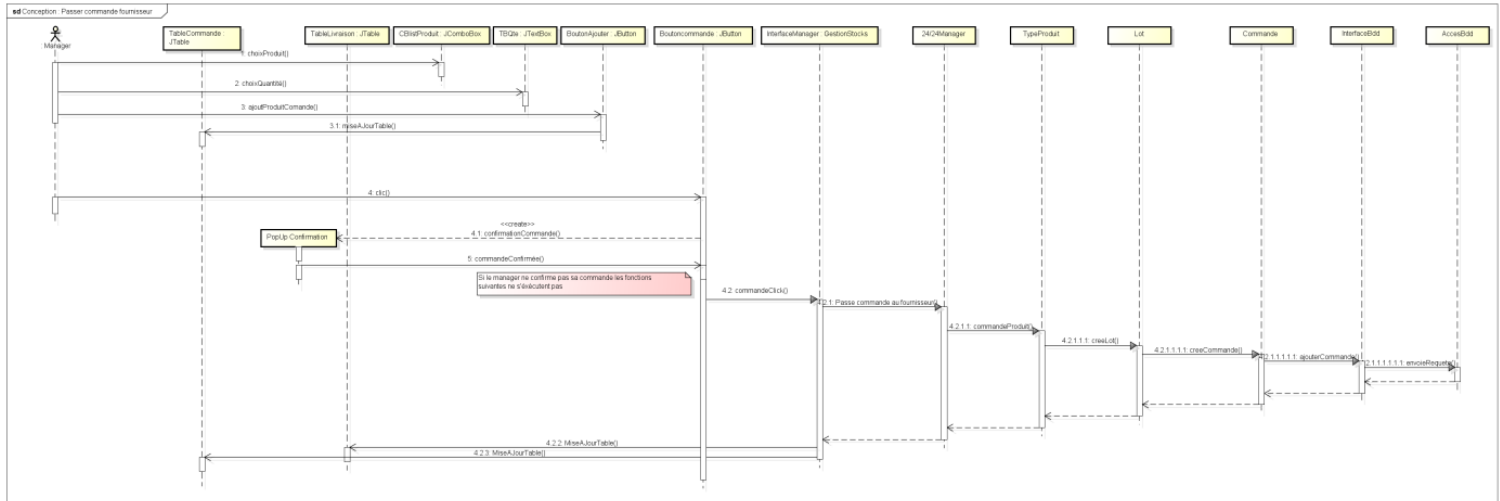 sd Conception : Passer commande fournisseur
Manager
TableCommande :
JTable
TableLivraison : JTable
CBlistProduit : JComboBox
TBQte : JTextBox
BoutonAjouter : JButton
Boutoncommande : JButton
InterfaceManager : GestionStocks
24/24Manager
TypeProduit
Lot
Commande
InterfaceBdd
AccesBdd
1: choixProduit()
2: choixQuantité()
3: ajoutProduitComande()
3.1: miseAJourTable()
4: clic()
<<create>>
4.1: confirmationCommande()
PopUp Confirmation
5: commandeConfirmée()
Si le manager ne confirme pas sa commande les fonctions
suivantes ne s'éxécutent pas
4.2: commandeClick()
4.2.1: Passe commande au fournisseur()
4.2.1.1: commandeProduit()
4.2.1.1.1: creeLot()
4.2.1.1.1.1: creeCommande()
4.2.1.1.1.1.1: ajouterCommande()
2.1.1.1.1.1.1: envoieRequete()
4.2.2: MiseAJourTable()
4.2.3: MiseAJourTable()